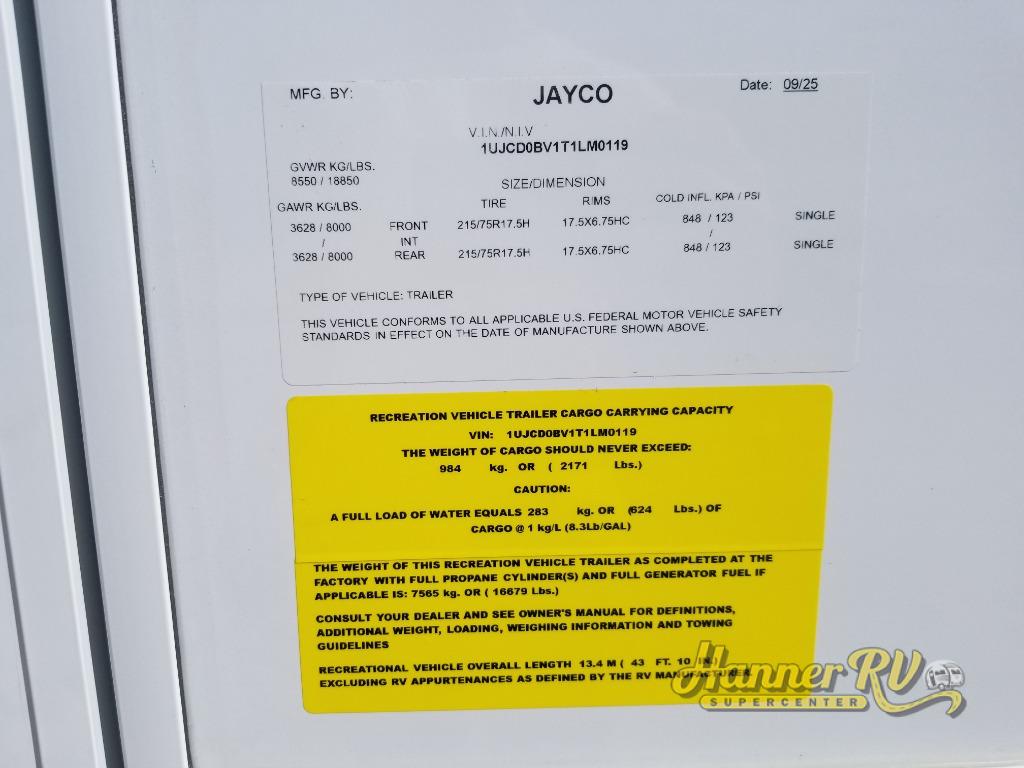 MFG. BY: JAYCO Date: 09/25
V.I.N./N.I.V
1UJCD0BV1T1LM0119
GVWR KG/LBS.
8550 / 18850
SIZE/DIMENSION
GAWR KG/LBS. TIRE RIMS COLD INFL. KPA / PSI
3628 / 8000 FRONT 215/75R17.5H 17.5X6.75HC 848 / 123 SINGLE
/ INT /
3628 / 8000 REAR 215/75R17.5H 17.5X6.75HC 848 / 123 SINGLE
TYPE OF VEHICLE: TRAILER
THIS VEHICLE CONFORMS TO ALL APPLICABLE U.S. FEDERAL MOTOR VEHICLE SAFETY
STANDARDS IN EFFECT ON THE DATE OF MANUFACTURE SHOWN ABOVE.
RECREATION VEHICLE TRAILER CARGO CARRYING CAPACITY
VIN: 1UJCD0BV1T1LM0119
THE WEIGHT OF CARGO SHOULD NEVER EXCEED:
984 kg. OR ( 2171 Lbs.)
CAUTION:
A FULL LOAD OF WATER EQUALS 283 kg. OR (624 Lbs.) OF
CARGO @ 1 kg/L (8.3Lb/GAL)
THE WEIGHT OF THIS RECREATION VEHICLE TRAILER AS COMPLETED AT THE
FACTORY WITH FULL PROPANE CYLINDER(S) AND FULL GENERATOR FUEL IF
APPLICABLE IS: 7565 kg. OR ( 16679 Lbs.)
CONSULT YOUR DEALER AND SEE OWNER'S MANUAL FOR DEFINITIONS,
ADDITIONAL WEIGHT, LOADING, WEIGHING INFORMATION AND TOWING
GUIDELINES
RECREATIONAL VEHICLE OVERALL LENGTH 13.4 M ( 43 FT. 10 IN.)
EXCLUDING RV APPURTENANCES AS DEFINED BY THE RV MANUFACTURER.
Hanner RV
SUPERCENTER